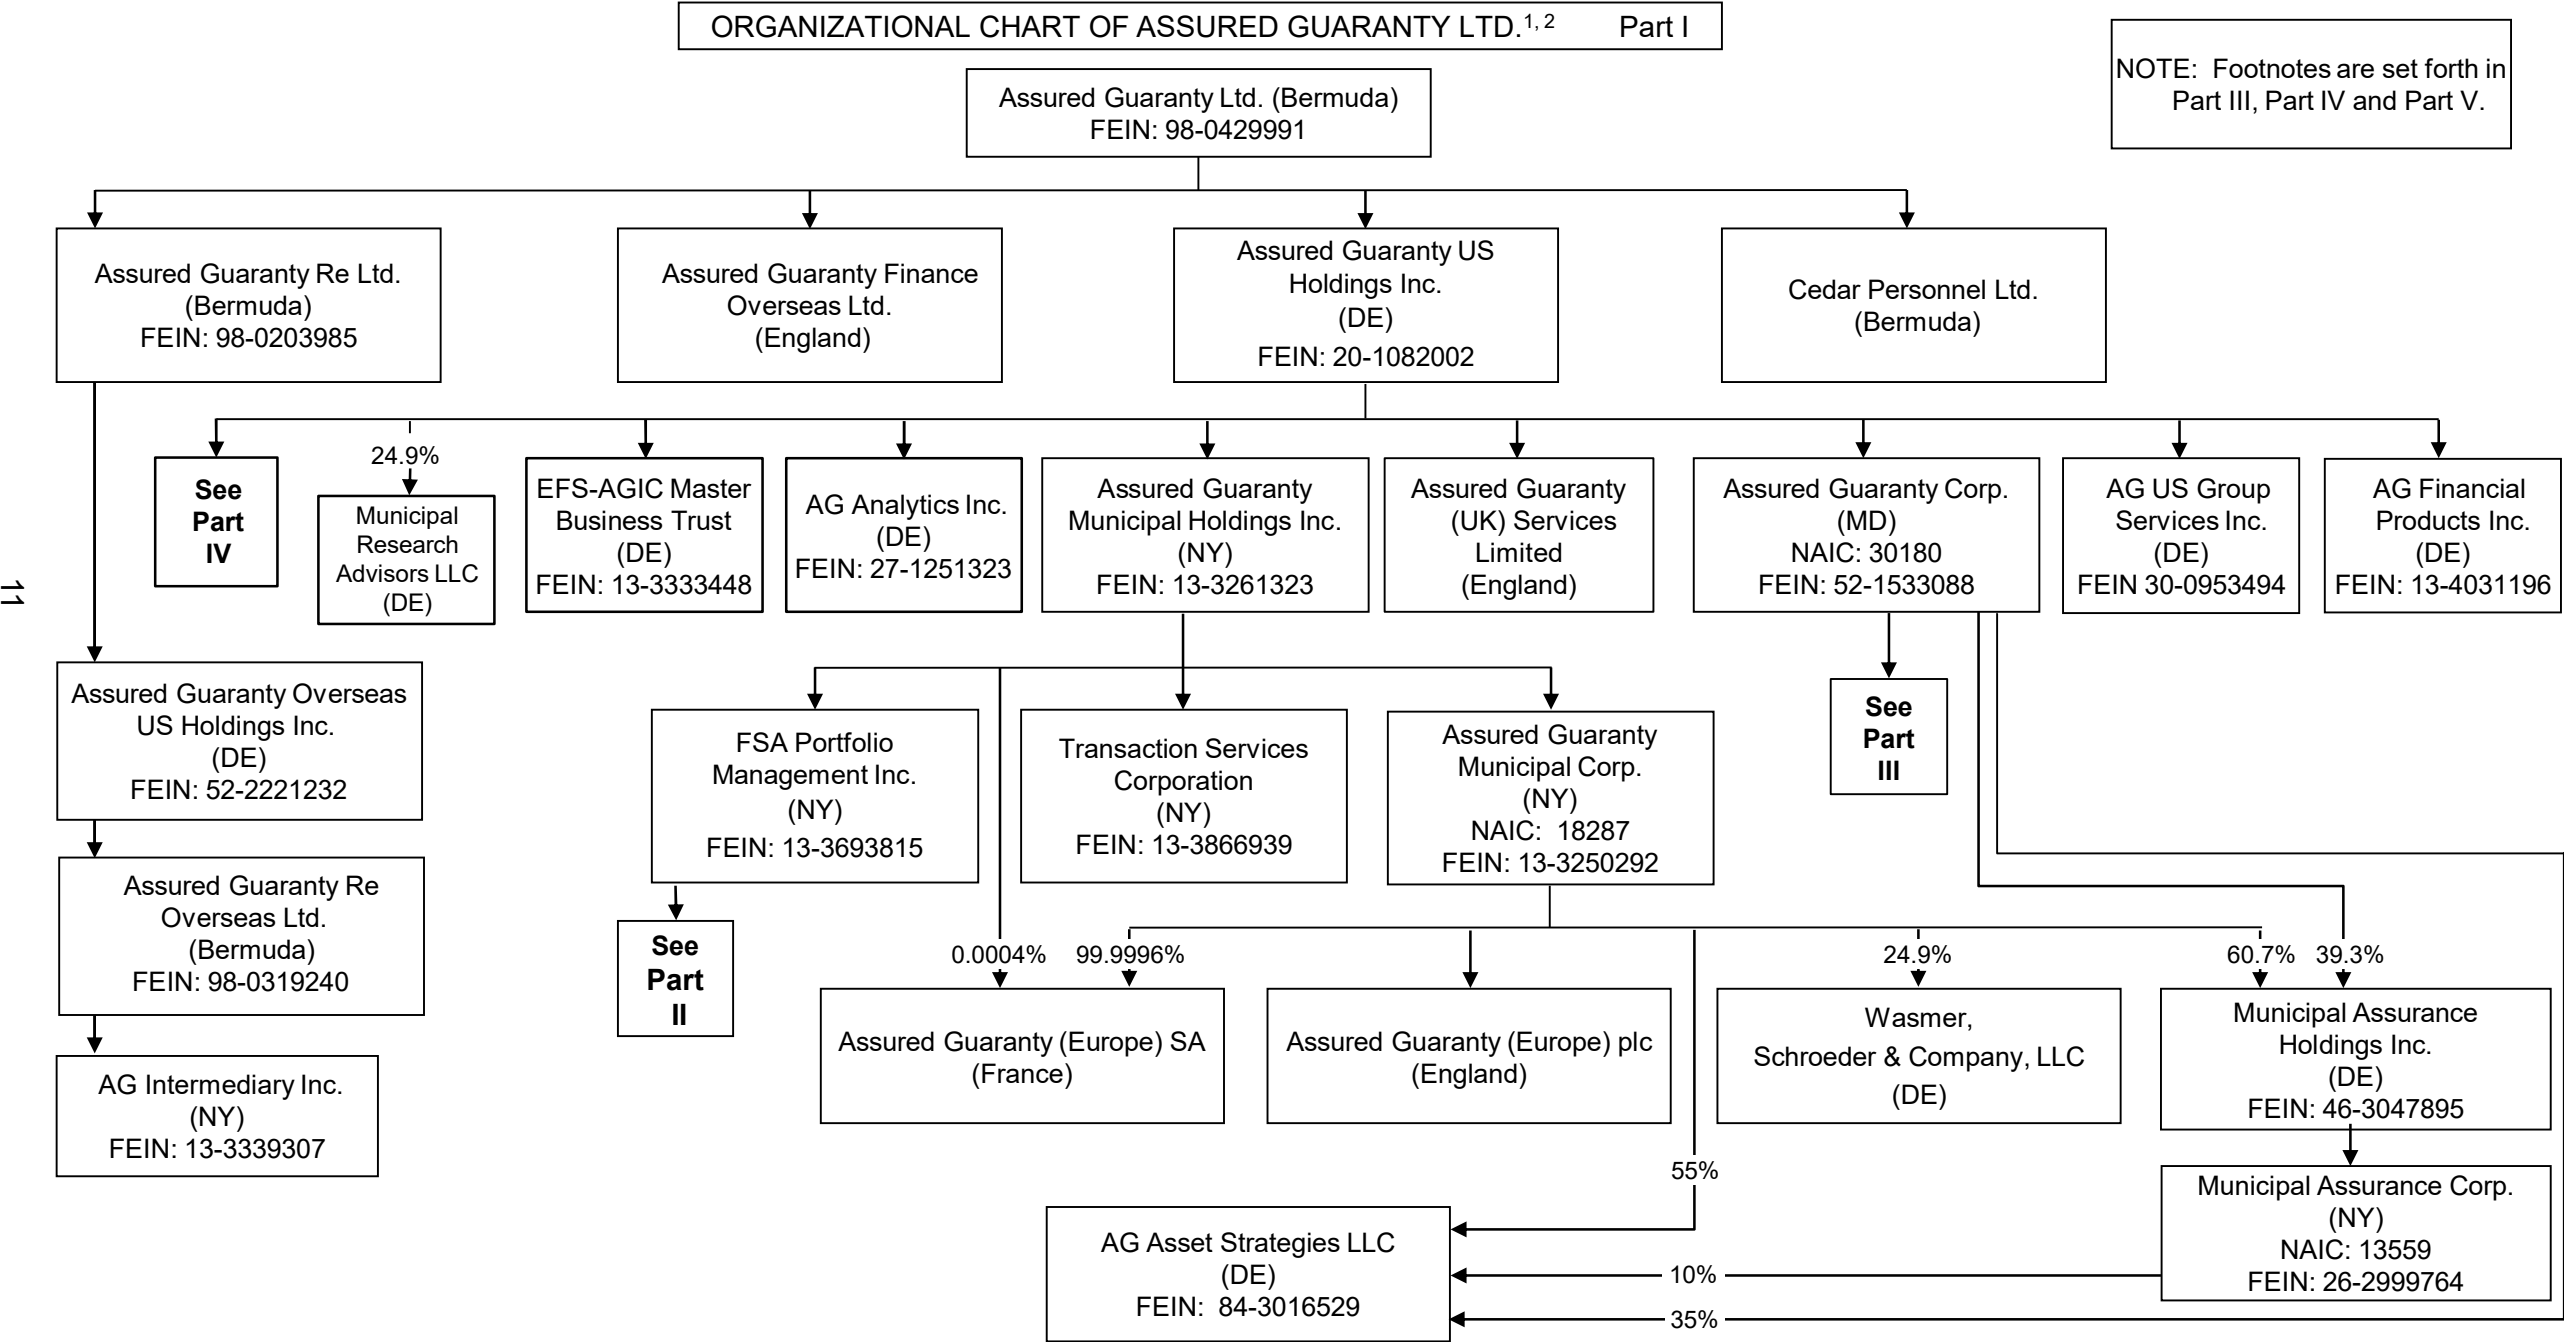 ORGANIZATIONAL CHART OF ASSURED GUARANTY LTD.1, 2 Part I
NOTE: Footnotes are set forth in
Part III, Part IV and Part V.
Assured Guaranty Ltd. (Bermuda)
FEIN: 98-0429991
Assured Guaranty Re Ltd.
(Bermuda)
FEIN: 98-0203985
Assured Guaranty Finance
Overseas Ltd.
(England)
Assured Guaranty US
Holdings Inc.
(DE)
FEIN: 20-1082002
Cedar Personnel Ltd.
(Bermuda)
See
Part
IV
24.9%
Municipal
Research
Advisors LLC
(DE)
EFS-AGIC Master
Business Trust
(DE)
FEIN: 13-3333448
AG Analytics Inc.
(DE)
FEIN: 27-1251323
Assured Guaranty
Municipal Holdings Inc.
(NY)
FEIN: 13-3261323
Assured Guaranty
(UK) Services
Limited
(England)
Assured Guaranty Corp.
(MD)
NAIC: 30180
FEIN: 52-1533088
AG US Group
Services Inc.
(DE)
FEIN 30-0953494
AG Financial
Products Inc.
(DE)
FEIN: 13-4031196
11
Assured Guaranty Overseas
US Holdings Inc.
(DE)
FEIN: 52-2221232
FSA Portfolio
Management Inc.
(NY)
FEIN: 13-3693815
Transaction Services
Corporation
(NY)
FEIN: 13-3866939
Assured Guaranty
Municipal Corp.
(NY)
NAIC: 18287
FEIN: 13-3250292
See
Part
III
Assured Guaranty Re
Overseas Ltd.
(Bermuda)
FEIN: 98-0319240
See
Part
II
0.0004%
99.9996%
24.9%
60.7%
39.3%
Assured Guaranty (Europe) SA
(France)
Assured Guaranty (Europe) plc
(England)
Wasmer,
Schroeder & Company, LLC
(DE)
Municipal Assurance
Holdings Inc.
(DE)
FEIN: 46-3047895
AG Intermediary Inc.
(NY)
FEIN: 13-3339307
55%
Municipal Assurance Corp.
(NY)
NAIC: 13559
FEIN: 26-2999764
AG Asset Strategies LLC
(DE)
FEIN: 84-3016529
10%
35%